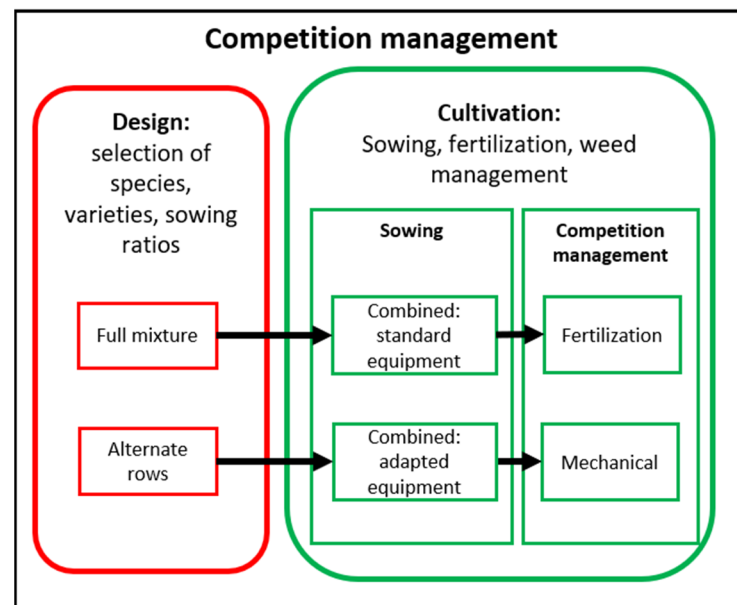 Competition management
Design:
selection of
species,
varieties, sowing
ratios
Cultivation:
Sowing, fertilization, weed
management
Sowing
Competition
management
Full mixture
Combined:
standard
equipment
Fertilization
Alternate
rows
Combined:
adapted
equipment
Mechanical